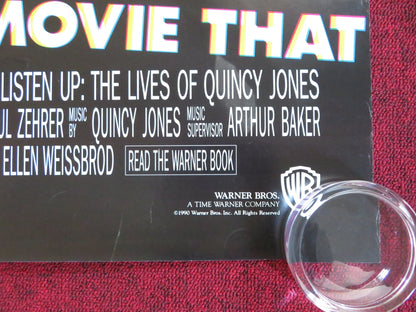 MOVIE THAT
LISTEN UP: THE LIVES OF QUINCY JONES
UL ZEHRER MUSIC BY QUINCY JONES MUSIC SUPERVISOR ARTHUR BAKER
ELLEN WEISSBROD READ THE WARNER BOOK
WARNER BROS.
A TIME WARNER COMPANY
©1990 Warner Bros. Inc. All Rights Reserved
WB